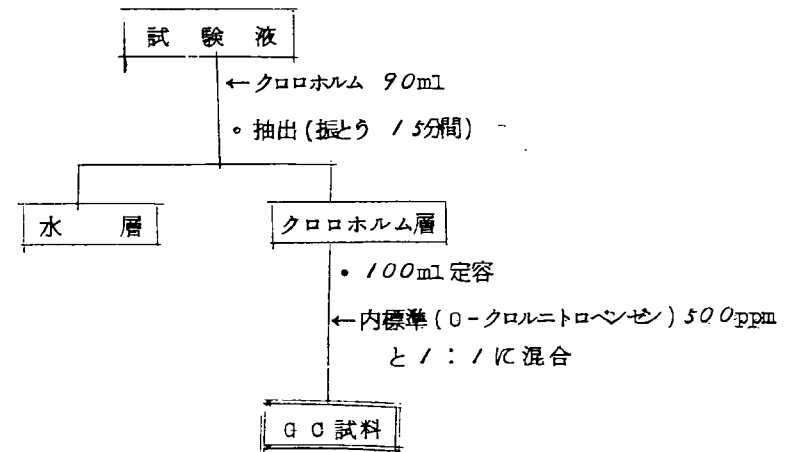 試験液
←クロロホルム 90ml
・抽出(振とう 15分間)
水層
クロロホルム層
・100ml定容
←内標準(O-クロルニトロベンゼン)500ppm
と1:1に混合
GC試料